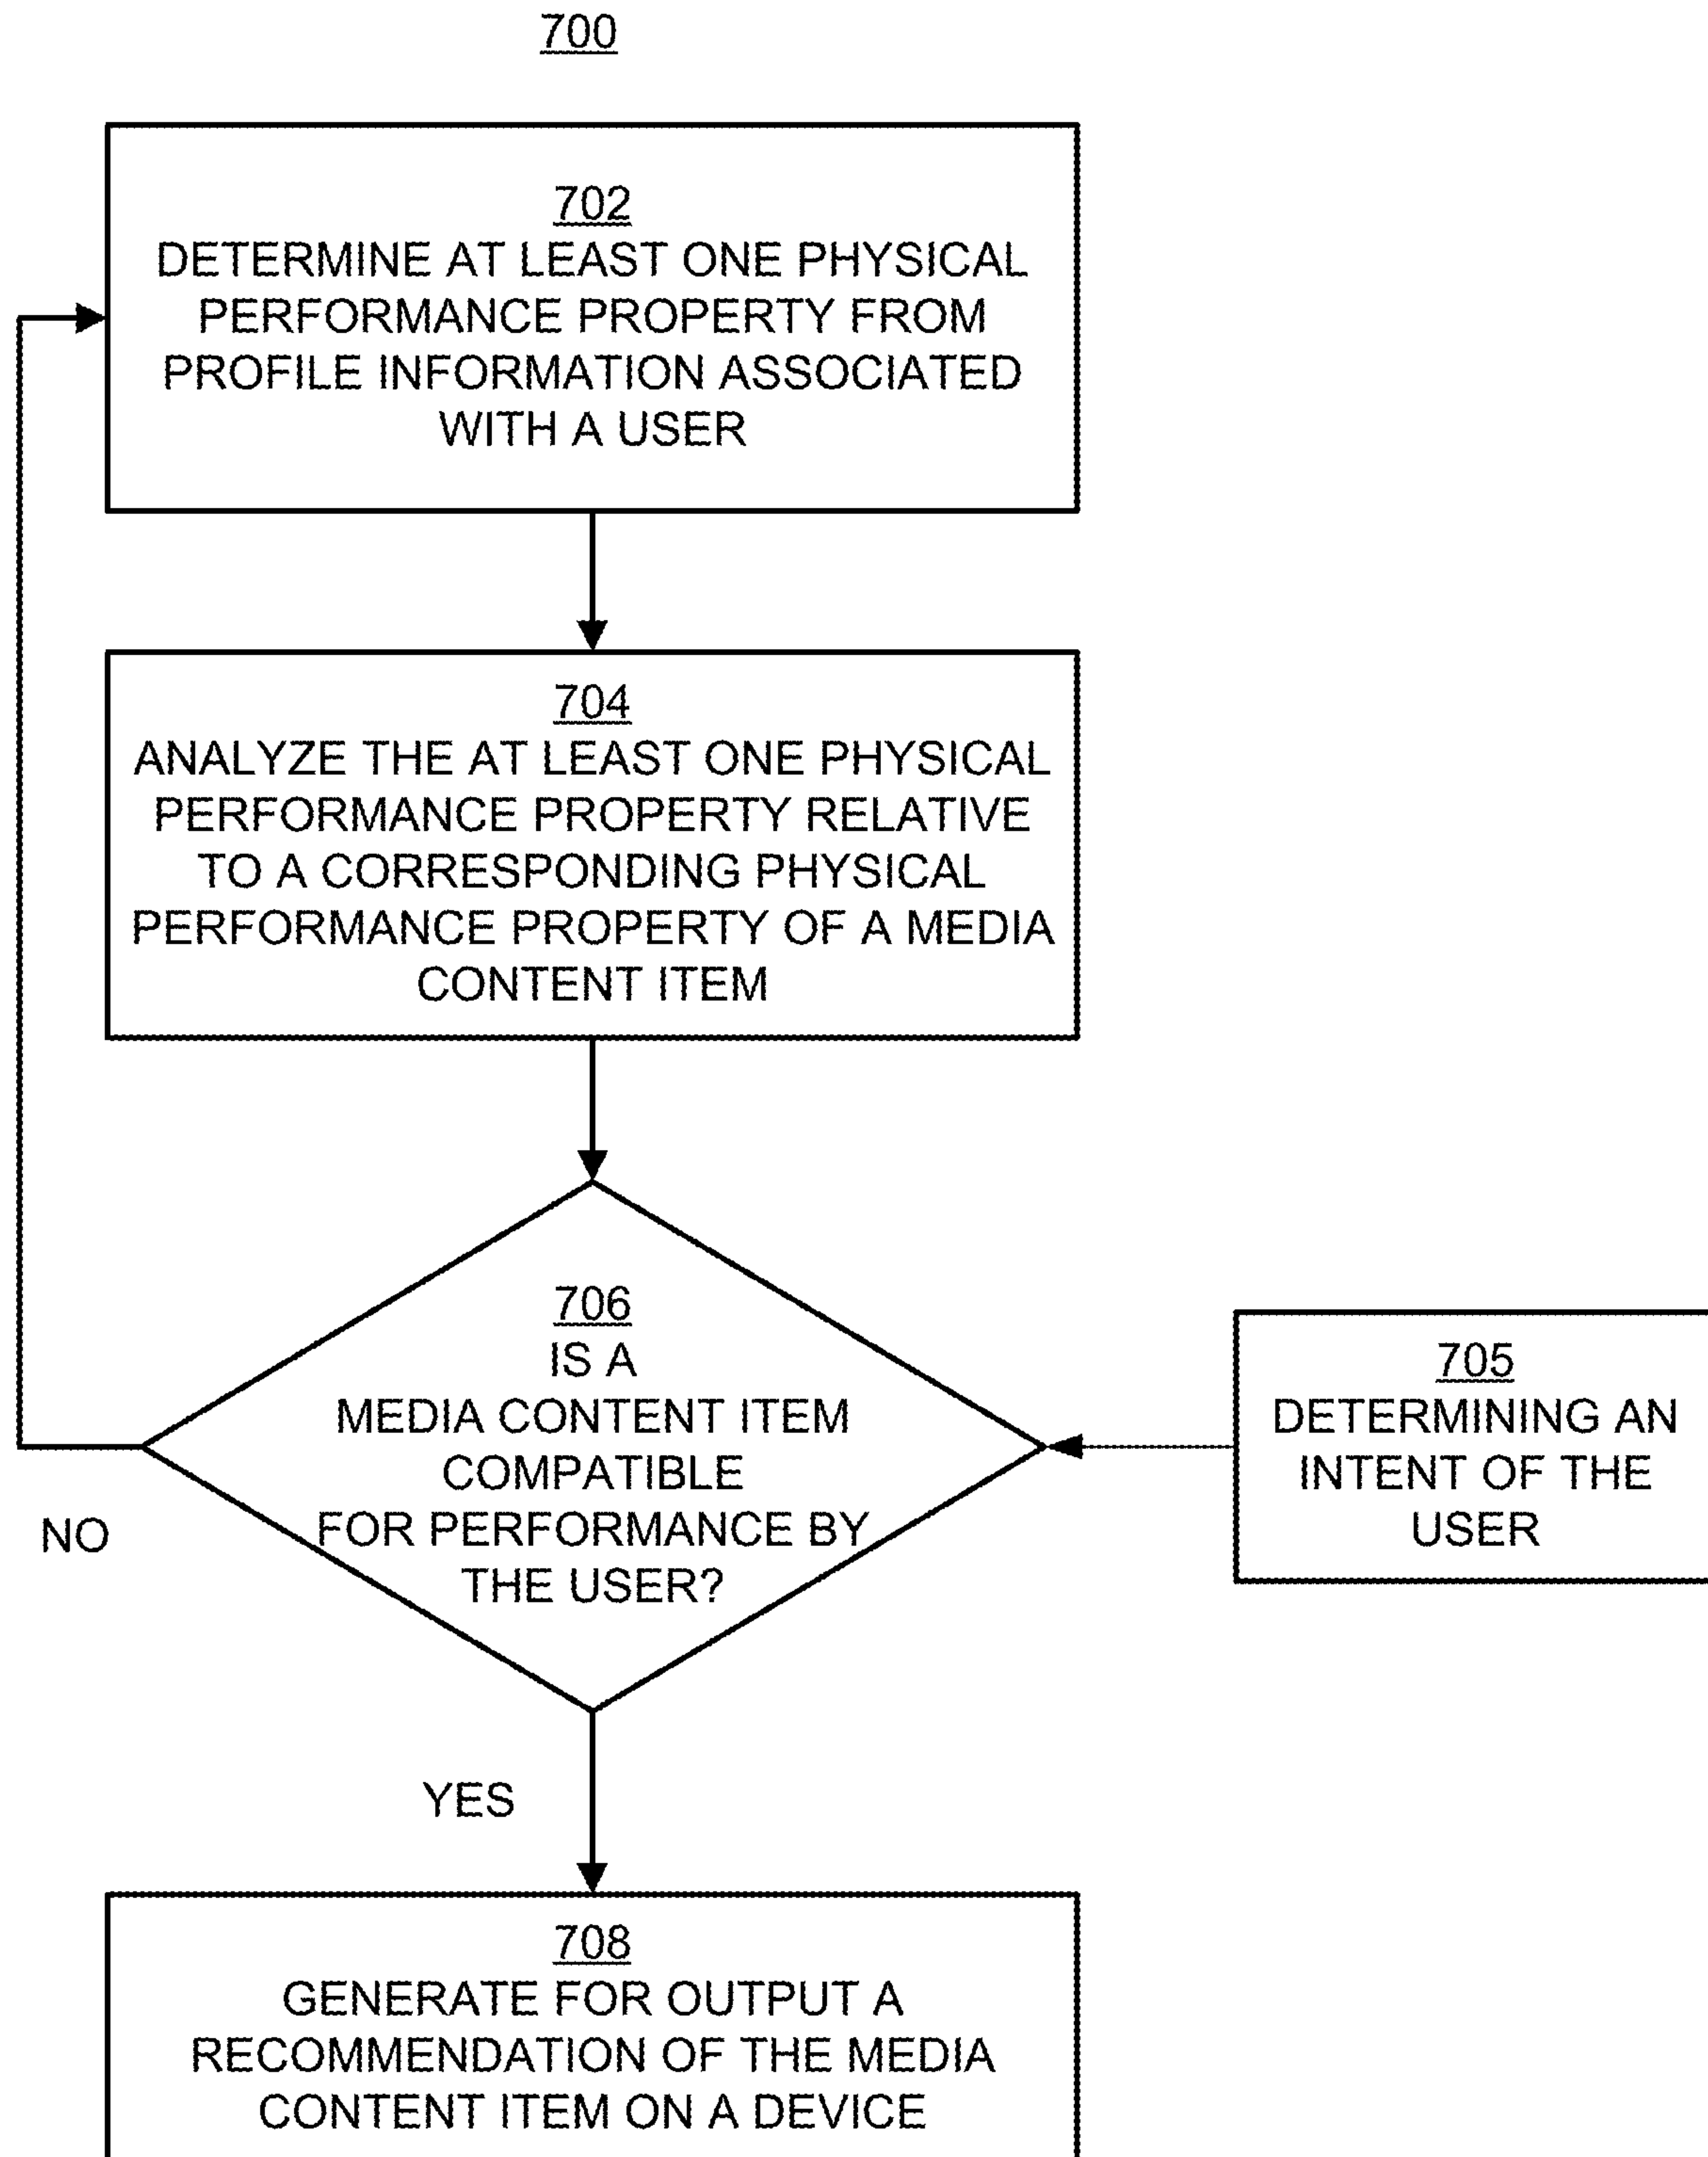 700
702
DETERMINE AT LEAST ONE PHYSICAL
PERFORMANCE PROPERTY FROM
PROFILE INFORMATION ASSOCIATED
WITH A USER
704
ANALYZE THE AT LEAST ONE PHYSICAL
PERFORMANCE PROPERTY RELATIVE
TO A CORRESPONDING PHYSICAL
PERFORMANCE PROPERTY OF A MEDIA
CONTENT ITEM
706
IS A
MEDIA CONTENT ITEM
COMPATIBLE
FOR PERFORMANCE BY
THE USER?
705
DETERMINING AN
INTENT OF THE
USER
NO
YES
708
GENERATE FOR OUTPUT A
RECOMMENDATION OF THE MEDIA
CONTENT ITEM ON A DEVICE